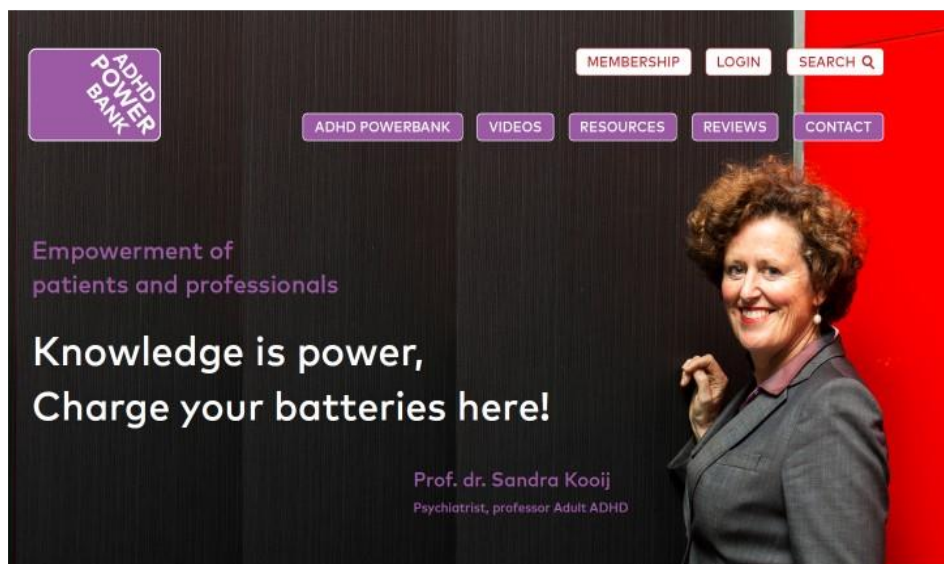 ADHD
POWER
BANK
MEMBERSHIP
LOGIN
SEARCH
ADHD POWERBANK
VIDEOS
RESOURCES
REVIEWS
CONTACT
Empowerment of
patients and professionals
Knowledge is power,
Charge your batteries here!
Prof. dr. Sandra Kooij
Psychiatrist, professor Adult ADHD